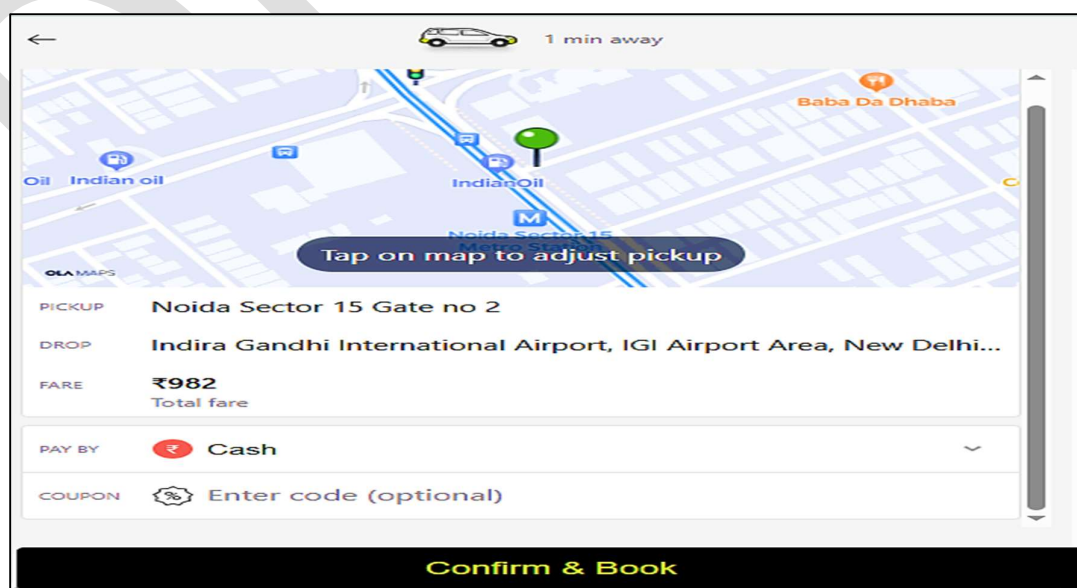 1 min away
Baba Da Dhaba
Oil Indian oil
IndianOil
M
Noida Sector 15
Metro Station
Tap on map to adjust pickup
OLA MAPS
PICKUP Noida Sector 15 Gate no 2
DROP Indira Gandhi International Airport, IGI Airport Area, New Delhi...
FARE ₹982
Total fare
PAY BY ₹ Cash
COUPON % Enter code (optional)
Confirm & Book